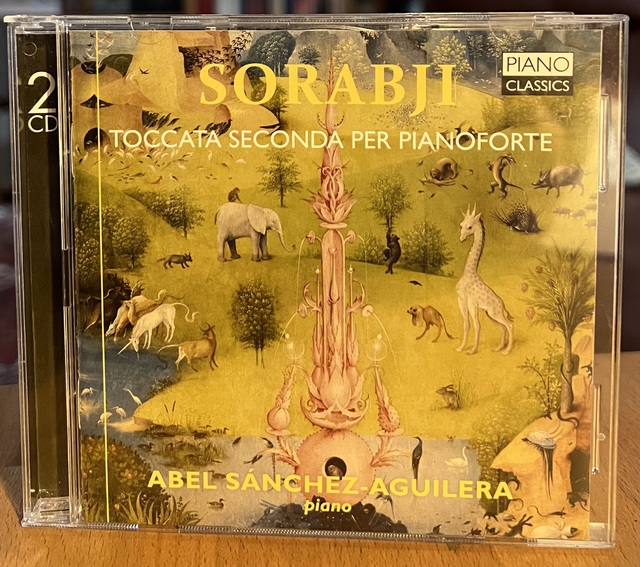 2
CD
SORABJI
PIANO
CLASSICS
TOCCATA SECONDA PER PIANOFORTE
ABEL SÁNCHEZ-AGUILERA
piano